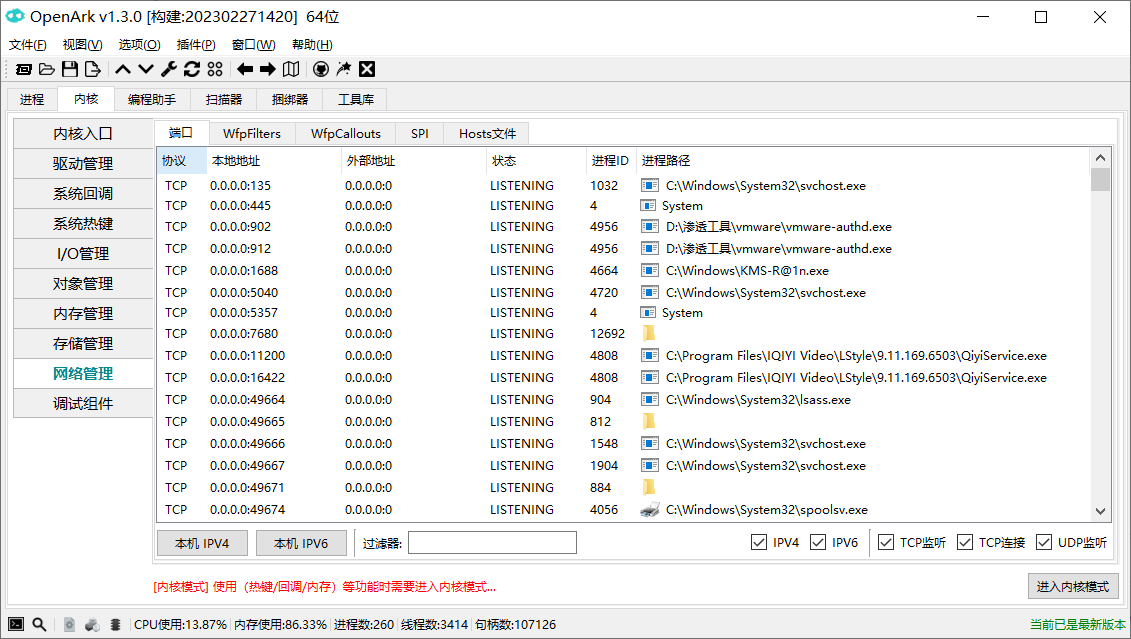 OpenArk v1.3.0 [构建:202302271420] 64位
文件(F) 视图(V) 选项(O) 插件(P) 窗口(W) 帮助(H)
进程 内核 编程助手 扫描器 捆绑器 工具库
内核入口
驱动管理
系统回调
系统热键
I/O管理
对象管理
内存管理
存储管理
网络管理
调试组件
端口 WfpFilters WfpCallouts SPI Hosts文件
协议 本地地址 外部地址 状态 进程ID 进程路径
TCP 0.0.0.0:135 0.0.0.0:0 LISTENING 1032 C:\Windows\System32\svchost.exe
TCP 0.0.0.0:445 0.0.0.0:0 LISTENING 4 System
TCP 0.0.0.0:902 0.0.0.0:0 LISTENING 4956 D:\渗透工具\vmware\vmware-authd.exe
TCP 0.0.0.0:912 0.0.0.0:0 LISTENING 4956 D:\渗透工具\vmware\vmware-authd.exe
TCP 0.0.0.0:1688 0.0.0.0:0 LISTENING 4664 C:\Windows\KMS-R@1n.exe
TCP 0.0.0.0:5040 0.0.0.0:0 LISTENING 4720 C:\Windows\System32\svchost.exe
TCP 0.0.0.0:5357 0.0.0.0:0 LISTENING 4 System
TCP 0.0.0.0:7680 0.0.0.0:0 LISTENING 12692
TCP 0.0.0.0:11200 0.0.0.0:0 LISTENING 4808 C:\Program Files\IQIYI Video\LStyle\9.11.169.6503\QiyiService.exe
TCP 0.0.0.0:16422 0.0.0.0:0 LISTENING 4808 C:\Program Files\IQIYI Video\LStyle\9.11.169.6503\QiyiService.exe
TCP 0.0.0.0:49664 0.0.0.0:0 LISTENING 904 C:\Windows\System32\lsass.exe
TCP 0.0.0.0:49665 0.0.0.0:0 LISTENING 812
TCP 0.0.0.0:49666 0.0.0.0:0 LISTENING 1548 C:\Windows\System32\svchost.exe
TCP 0.0.0.0:49667 0.0.0.0:0 LISTENING 1904 C:\Windows\System32\svchost.exe
TCP 0.0.0.0:49671 0.0.0.0:0 LISTENING 884
TCP 0.0.0.0:49674 0.0.0.0:0 LISTENING 4056 C:\Windows\System32\spoolsv.exe
本机 IPV4 本机 IPV6 过滤器: IPV4 IPV6 TCP监听 TCP连接 UDP监听
[内核模式] 使用（热键/回调/内存）等功能时需要进入内核模式... 进入内核模式
CPU使用:13.87% 内存使用:86.33% 进程数:260 线程数:3414 句柄数:107126 当前已是最新版本